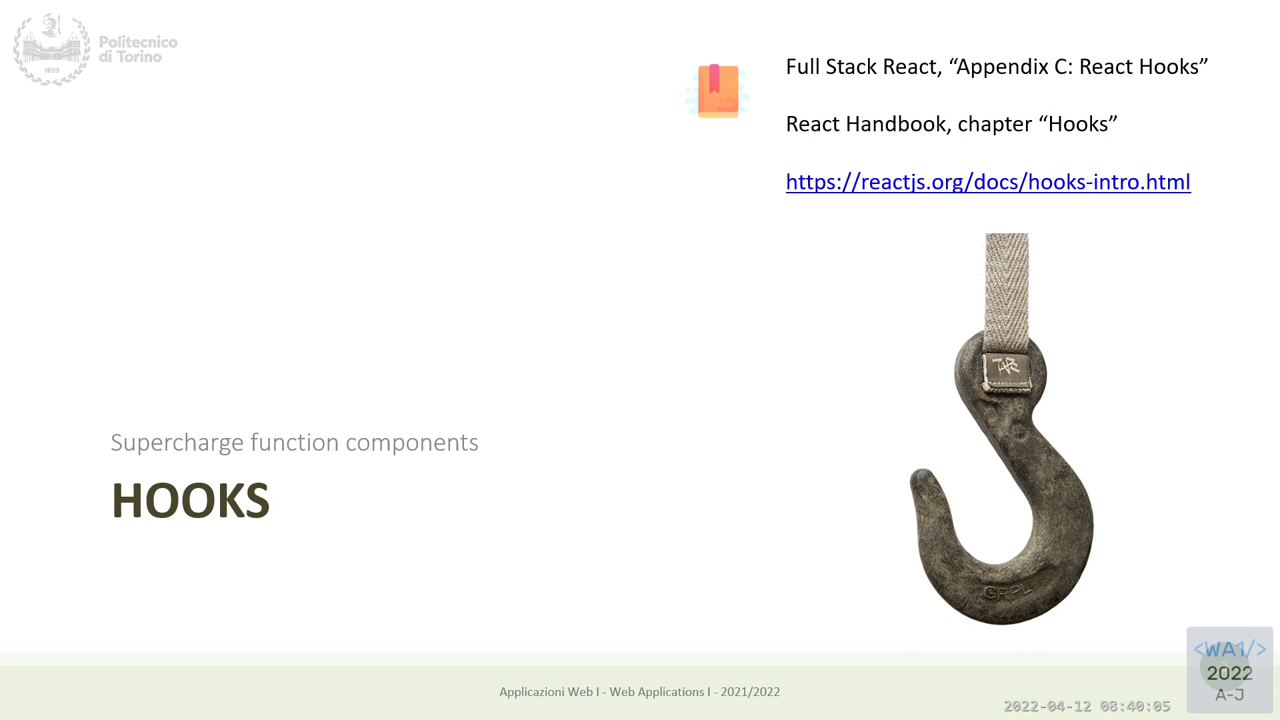 Politecnico
di Torino
1859
Full Stack React, “Appendix C: React Hooks”
React Handbook, chapter “Hooks”
https://reactjs.org/docs/hooks-intro.html
GRPL
Supercharge function components
HOOKS
Applicazioni Web I - Web Applications I - 2021/2022
2022-04-12 08:40:05
<WA1/>
2022
A-J